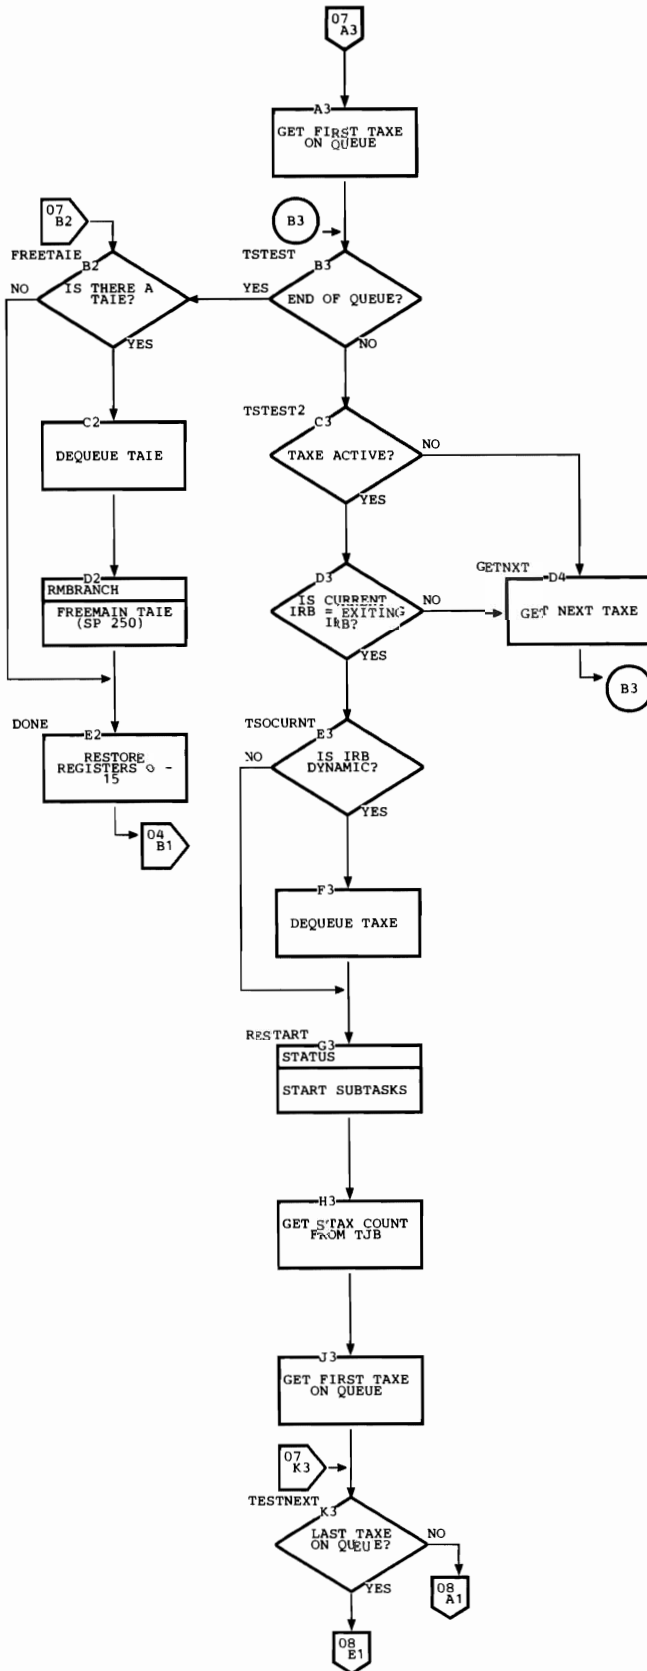 07
A3
A3
GET FIRST TAXE
ON QUEUE
07
B2
B3
FREETAIE
B2
IS THERE A
TAIE?
NO
YES
TSTEST
B3
END OF QUEUE?
YES
NO
C2
DEQUEUE TAIE
TSTEST2
C3
TAXE ACTIVE?
NO
YES
D2
RMBRANCH
FREEMAIN TAIE
(SP 250)
D3
IS CURRENT
IRB = EXITING
IRB?
NO
YES
GETNXT
D4
GET NEXT TAXE
B3
DONE
E2
RESTORE
REGISTERS 0 -
15
04
B1
TSOCURNT
E3
IS IRB
DYNAMIC?
NO
YES
F3
DEQUEUE TAXE
RESTART
G3
STATUS
START SUBTASKS
H3
GET STAX COUNT
FROM TJB
J3
GET FIRST TAXE
ON QUEUE
07
K3
TESTNEXT
K3
LAST TAXE
ON QUEUE?
NO
YES
08
A1
08
E1